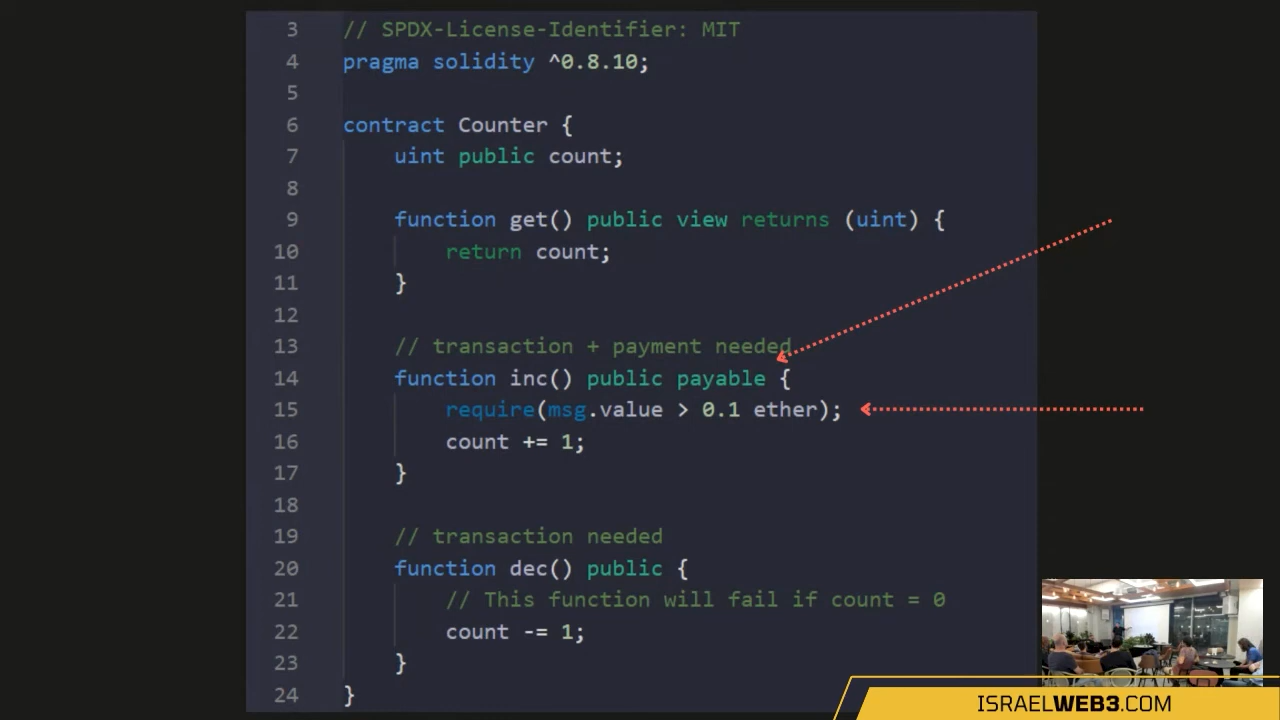 3 // SPDX-License-Identifier: MIT
4 pragma solidity ^0.8.10;
5
6 contract Counter {
7 uint public count;
8
9 function get() public view returns (uint) {
10 return count;
11 }
12
13 // transaction + payment needed
14 function inc() public payable {
15 require(msg.value > 0.1 ether);
16 count += 1;
17 }
18
19 // transaction needed
20 function dec() public {
21 // This function will fail if count = 0
22 count -= 1;
23 }
24 }
ISRAELWEB3.COM